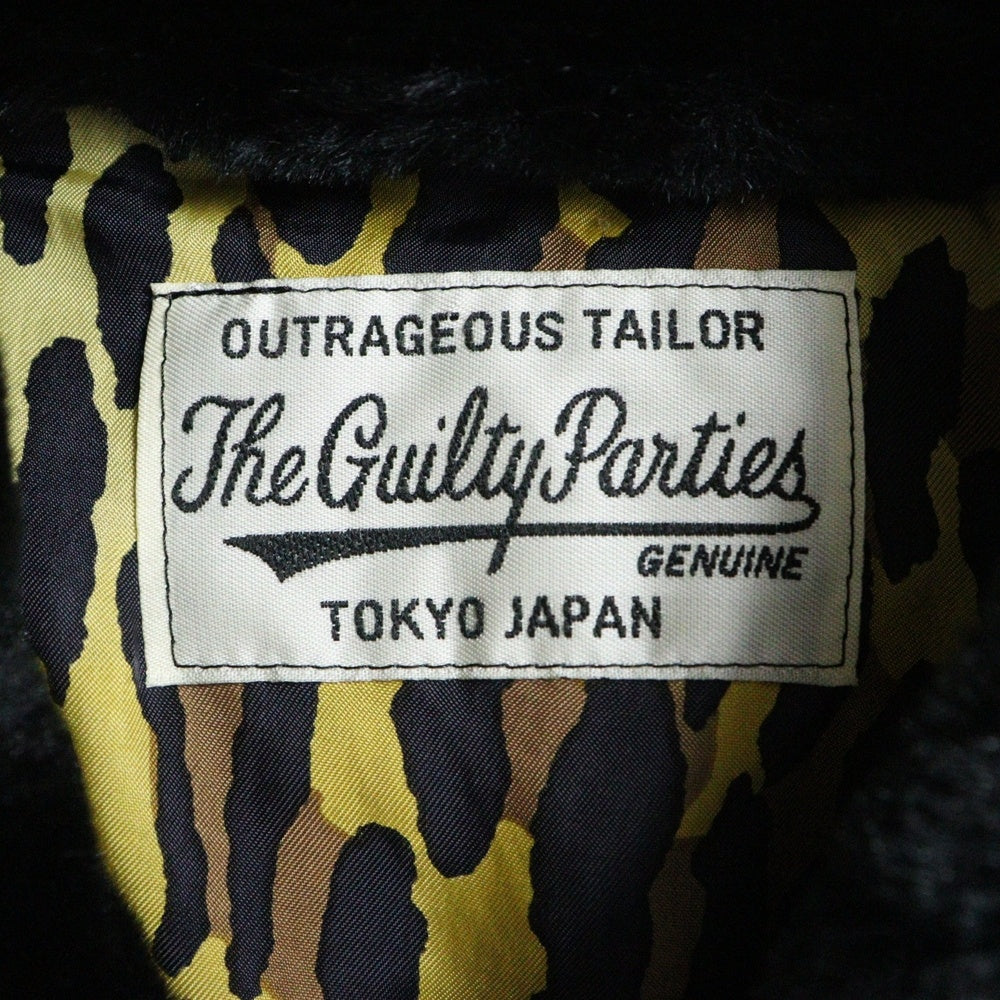 OUTRAGEOUS TAILOR
The Guilty Parties
GENUINE
TOKYO JAPAN